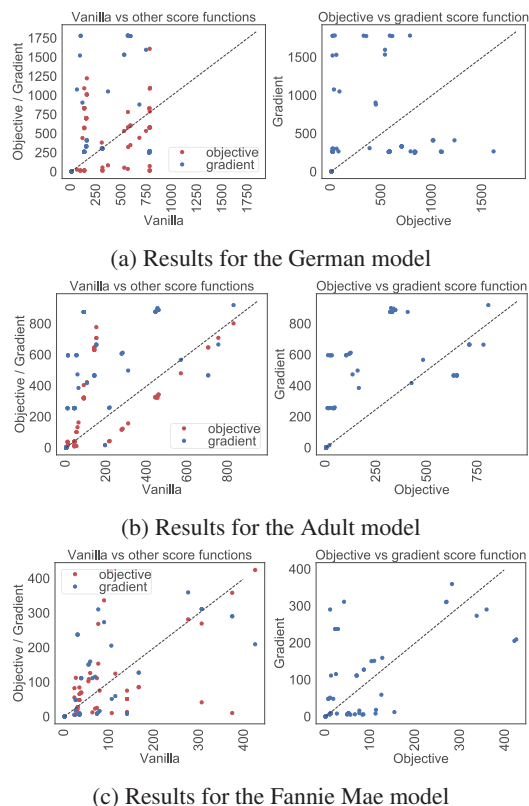 Vanilla vs other score functions
Objective / Gradient
1750
1500
1250
1000
750
500
250
0
objective
gradient
0
250
500
750
1000
1250
1500
1750
Vanilla
Objective vs gradient score function
Gradient
1750
1500
1250
1000
750
500
250
0
0
500
1000
1500
Objective
(a) Results for the German model
Vanilla vs other score functions
Objective / Gradient
800
600
400
200
0
objective
gradient
0
200
400
600
800
Vanilla
Objective vs gradient score function
Gradient
800
600
400
200
0
0
250
500
750
Objective
(b) Results for the Adult model
Vanilla vs other score functions
Objective / Gradient
400
300
200
100
0
objective
gradient
0
100
200
300
400
Vanilla
Objective vs gradient score function
Gradient
400
300
200
100
0
0
100
200
300
400
Objective
(c) Results for the Fannie Mae model